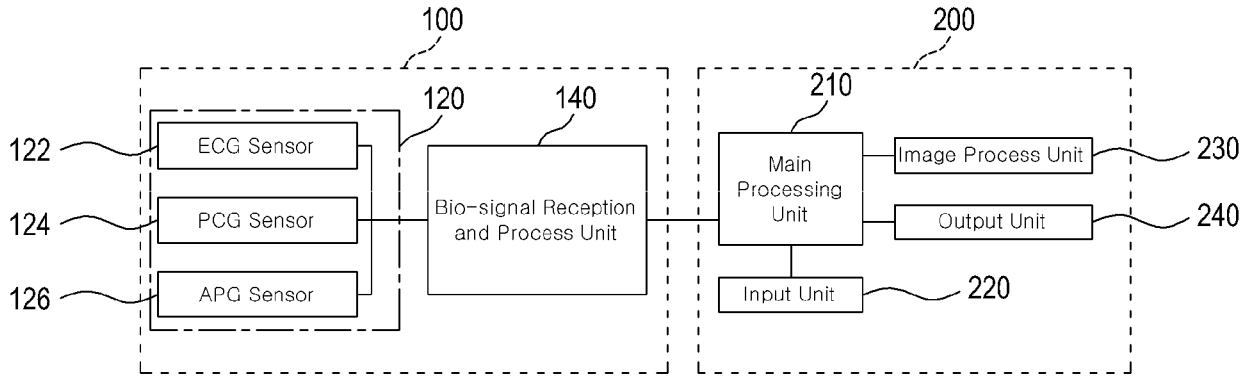 100
200
120
140
210
122
ECG Sensor
Image Process Unit
230
Main
Processing
Unit
124
PCG Sensor
Bio-signal Reception
and Process Unit
Output Unit
240
126
APG Sensor
Input Unit
220